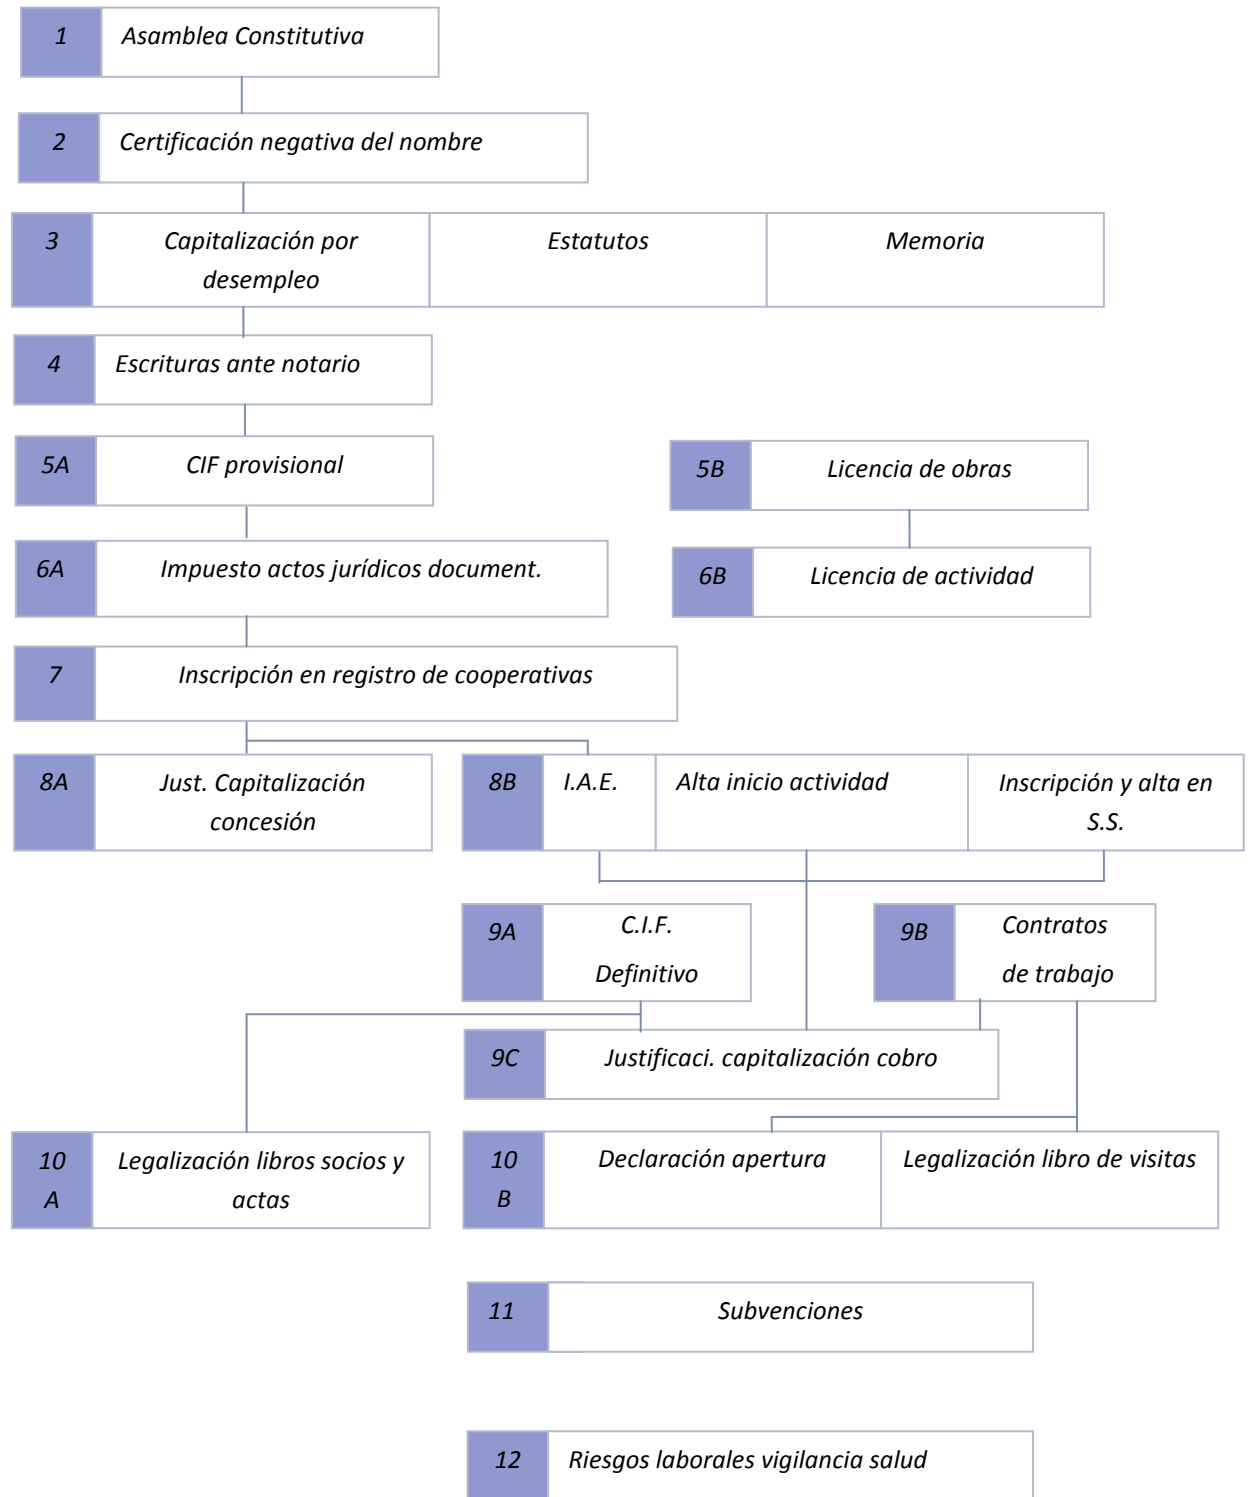 1 Asamblea Constitutiva
2 Certificación negativa del nombre
3 Capitalización por
desempleo
Estatutos
Memoria
4 Escrituras ante notario
5A CIF provisional
5B Licencia de obras
6A Impuesto actos jurídicos document.
6B Licencia de actividad
7 Inscripción en registro de cooperativas
8A Just. Capitalización
concesión
8B I.A.E.
Alta inicio actividad
Inscripción y alta en
S.S.
9A C.I.F.
Definitivo
9B Contratos
de trabajo
9C Justificaci. capitalización cobro
10
A
Legalización libros socios y
actas
10
B
Declaración apertura
Legalización libro de visitas
11 Subvenciones
12 Riesgos laborales vigilancia salud